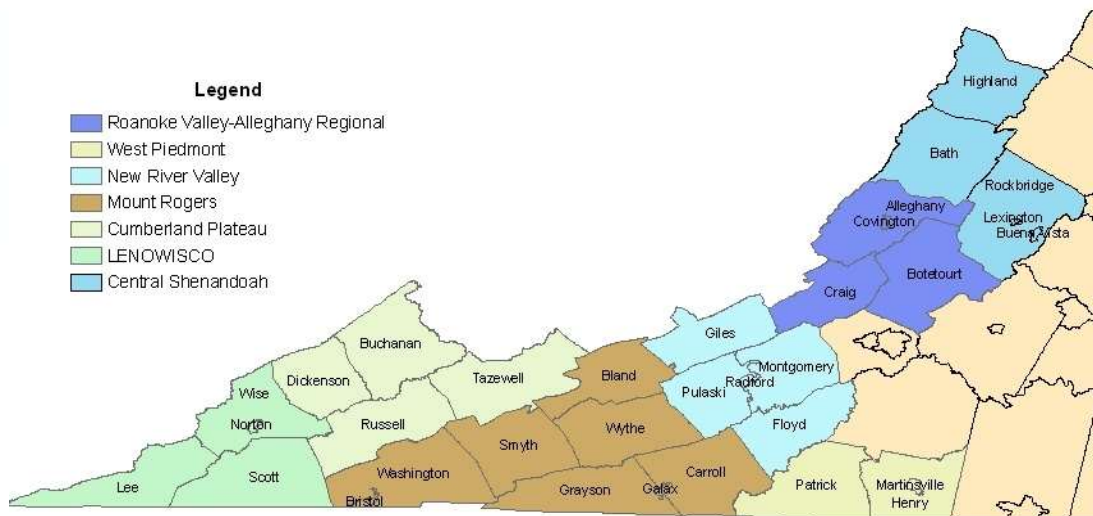 Legend
Roanoke Valley-Alleghany Regional
West Piedmont
New River Valley
Mount Rogers
Cumberland Plateau
LENOWISCO
Central Shenandoah
Highland
Bath
Rockbridge
Alleghany
Covington
Lexington
Buena Vista
Botetourt
Craig
Giles
Buchanan
Montgomery
Dickenson
Tazewell
Bland
Radford
Pulaski
Wise
Norton
Russell
Wythe
Floyd
Smyth
Washington
Carroll
Scott
Lee
Grayson
Galax
Patrick
Martinsville
Henry
Bristol